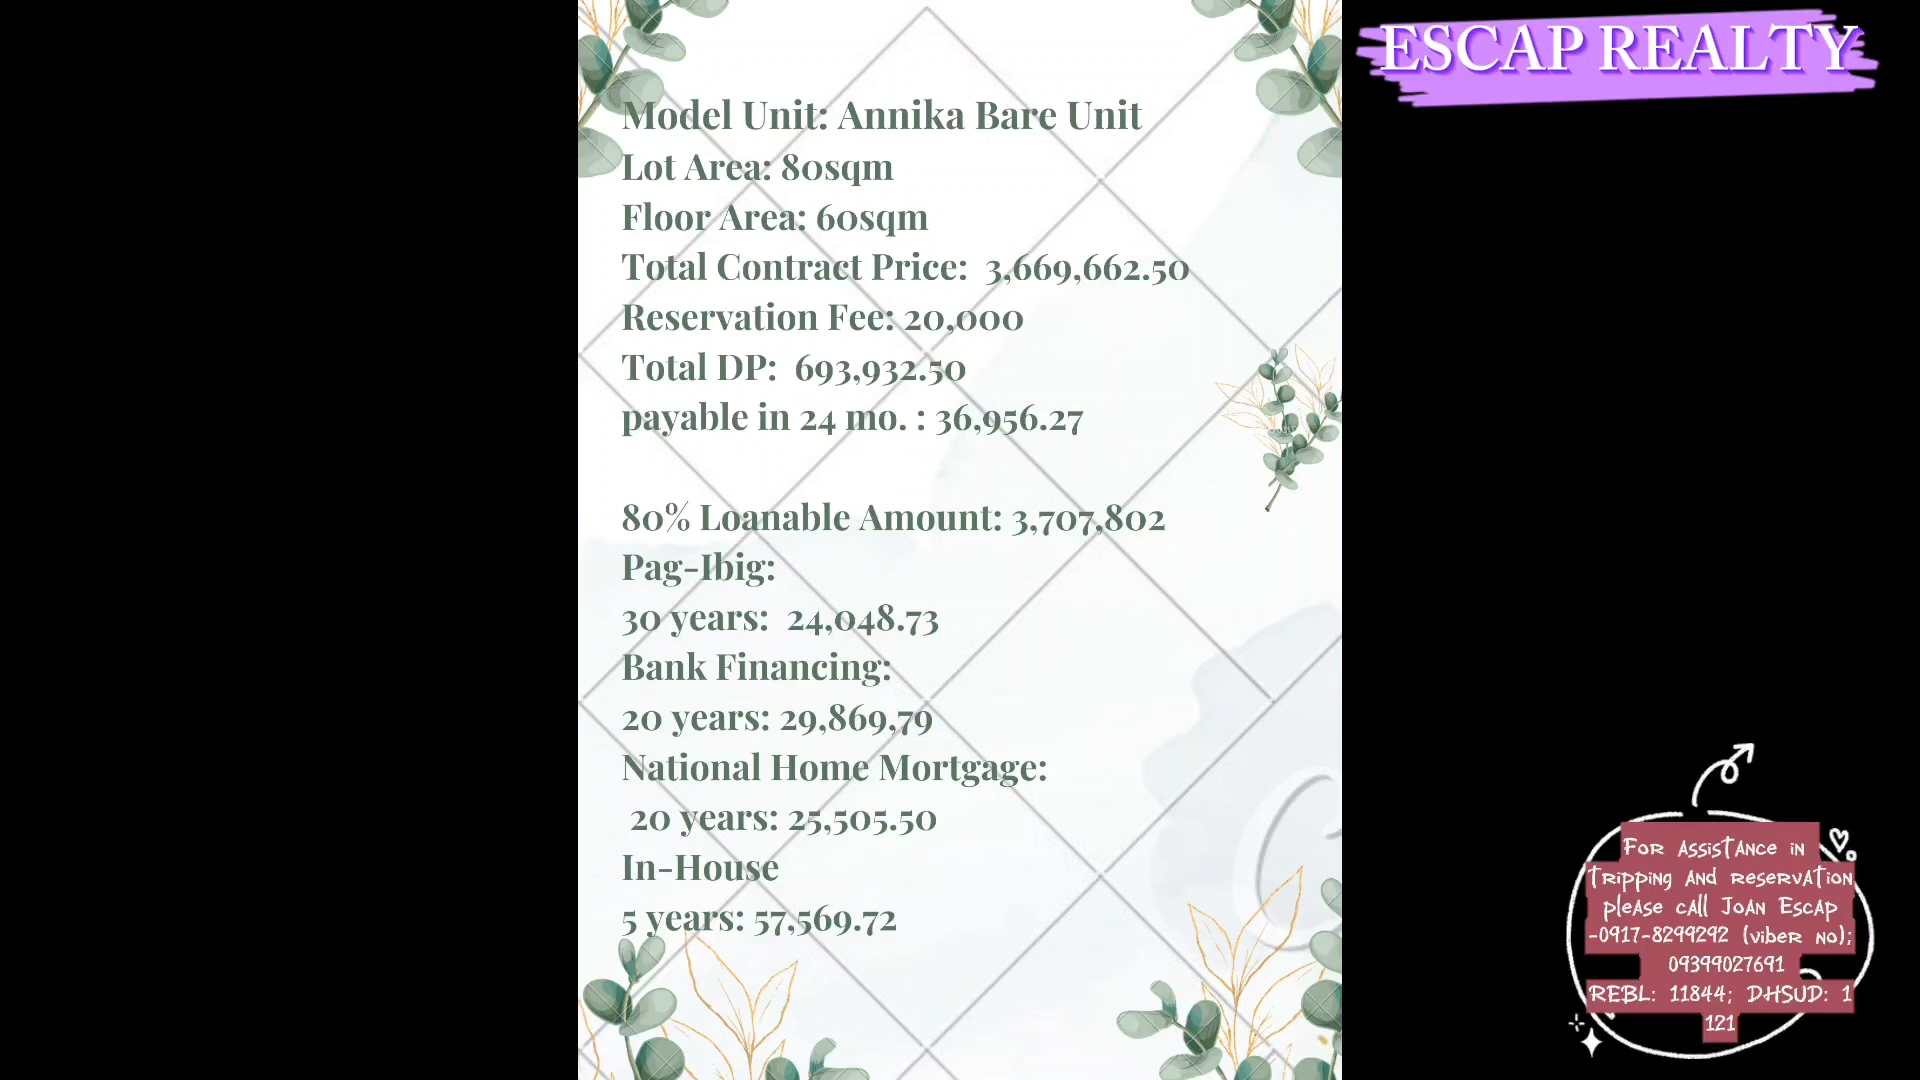 ESCAP REALTY
Model Unit: Annika Bare Unit
Lot Area: 80sqm
Floor Area: 60sqm
Total Contract Price: 3,669,662.50
Reservation Fee: 20,000
Total DP: 693,932.50
payable in 24 mo. : 36,956.27
80% Loanable Amount: 3,707,802
Pag-Ibig:
30 years: 24,048.73
Bank Financing:
20 years: 29,869,79
National Home Mortgage:
20 years: 25,505.50
In-House
5 years: 57,569.72
For Assistance in
Tripping and reservation
please call Joan Escap
-0917-8299292 (viber no);
09399027691
REBL: 11844; DHSUD: 1
121